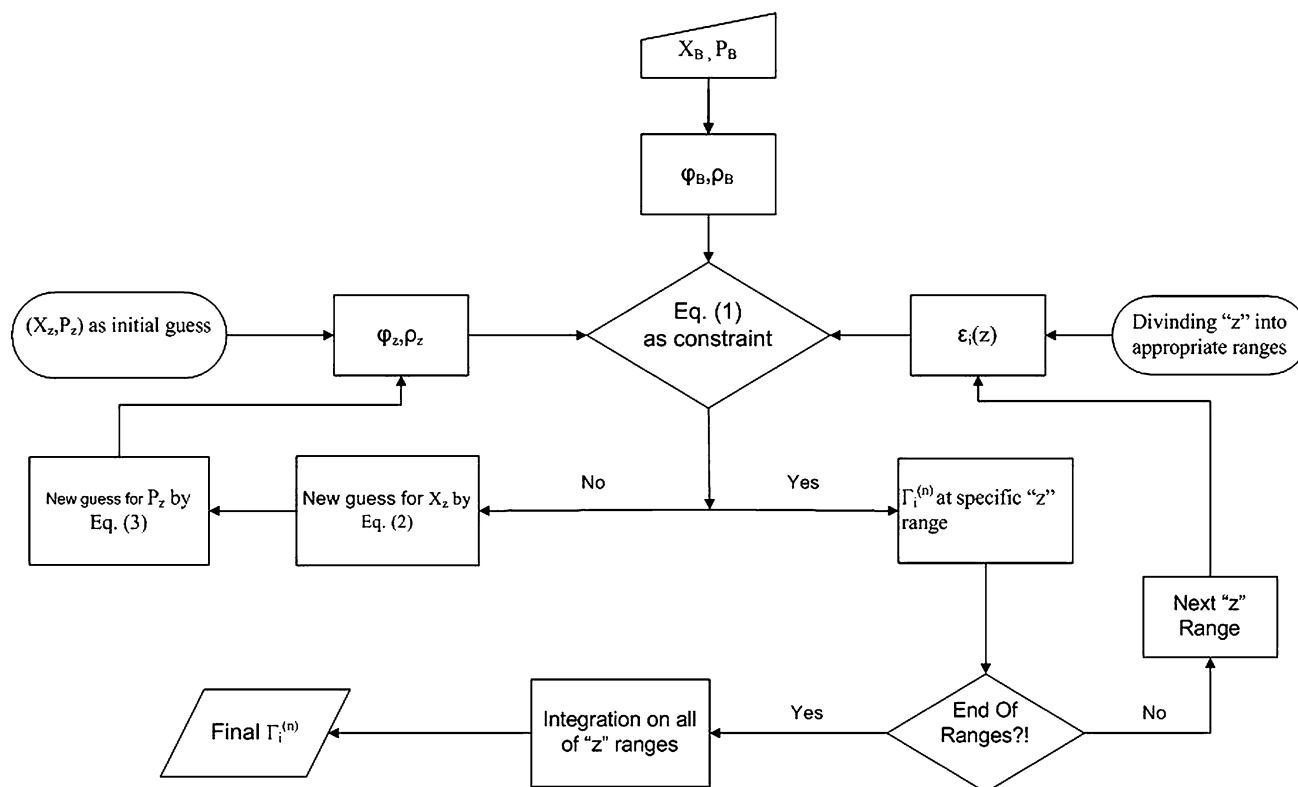 X_B, P_B
φ_B,ρ_B
(X_z,P_z) as initial guess
φ_z,ρ_z
Eq. (1)
as constraint
ε_i(z)
Divinding “z” into
appropriate ranges
New guess for P_z by
Eq. (3)
New guess for X_z by
Eq. (2)
No
Yes
Γ_i^(n) at specific “z”
range
Next “z”
Range
Final Γ_i^(n)
Integration on all
of “z” ranges
Yes
End Of
Ranges?!
No